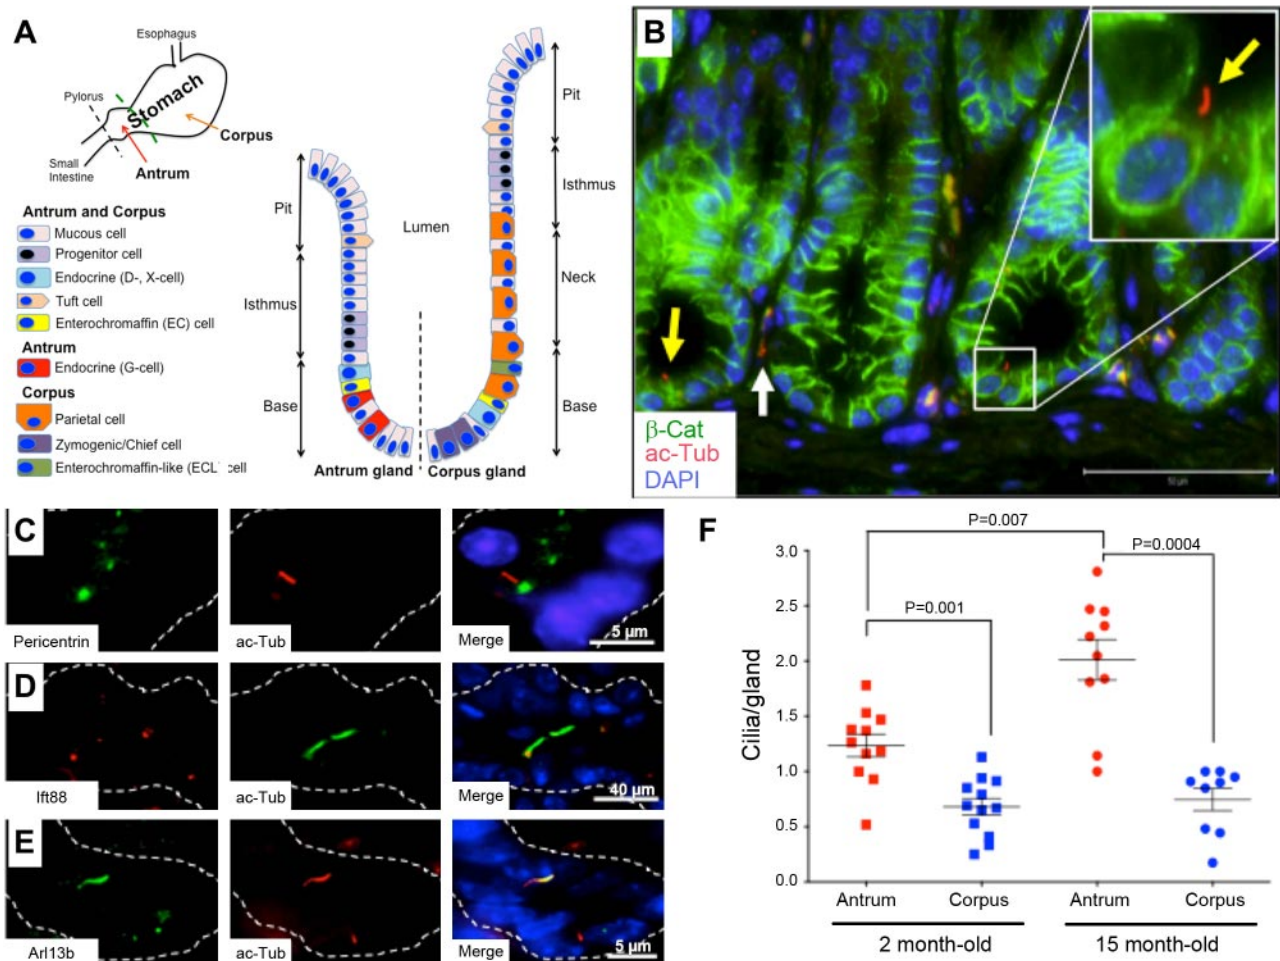 A
Esophagus
Stomach
Pylorus
Corpus
Small
Intestine
Antrum
Antrum and Corpus
Mucous cell
Progenitor cell
Endocrine (D-, X-cell)
Tuft cell
Enterochromaffin (EC) cell
Antrum
Endocrine (G-cell)
Corpus
Parietal cell
Zymogenic/Chief cell
Enterochromaffin-like (ECL cell
Pit
Isthmus
Base
Lumen
Pit
Isthmus
Neck
Base
Antrum gland
Corpus gland
B
β-Cat
ac-Tub
DAPI
C
Pericentrin
ac-Tub
Merge
5 µm
D
Ift88
ac-Tub
Merge
40 µm
E
Arl13b
ac-Tub
Merge
5 µm
F
P=0.007
P=0.0004
P=0.001
Cilia/gland
3.0
2.5
2.0
1.5
1.0
0.5
0.0
Antrum
Corpus
Antrum
Corpus
2 month-old
15 month-old